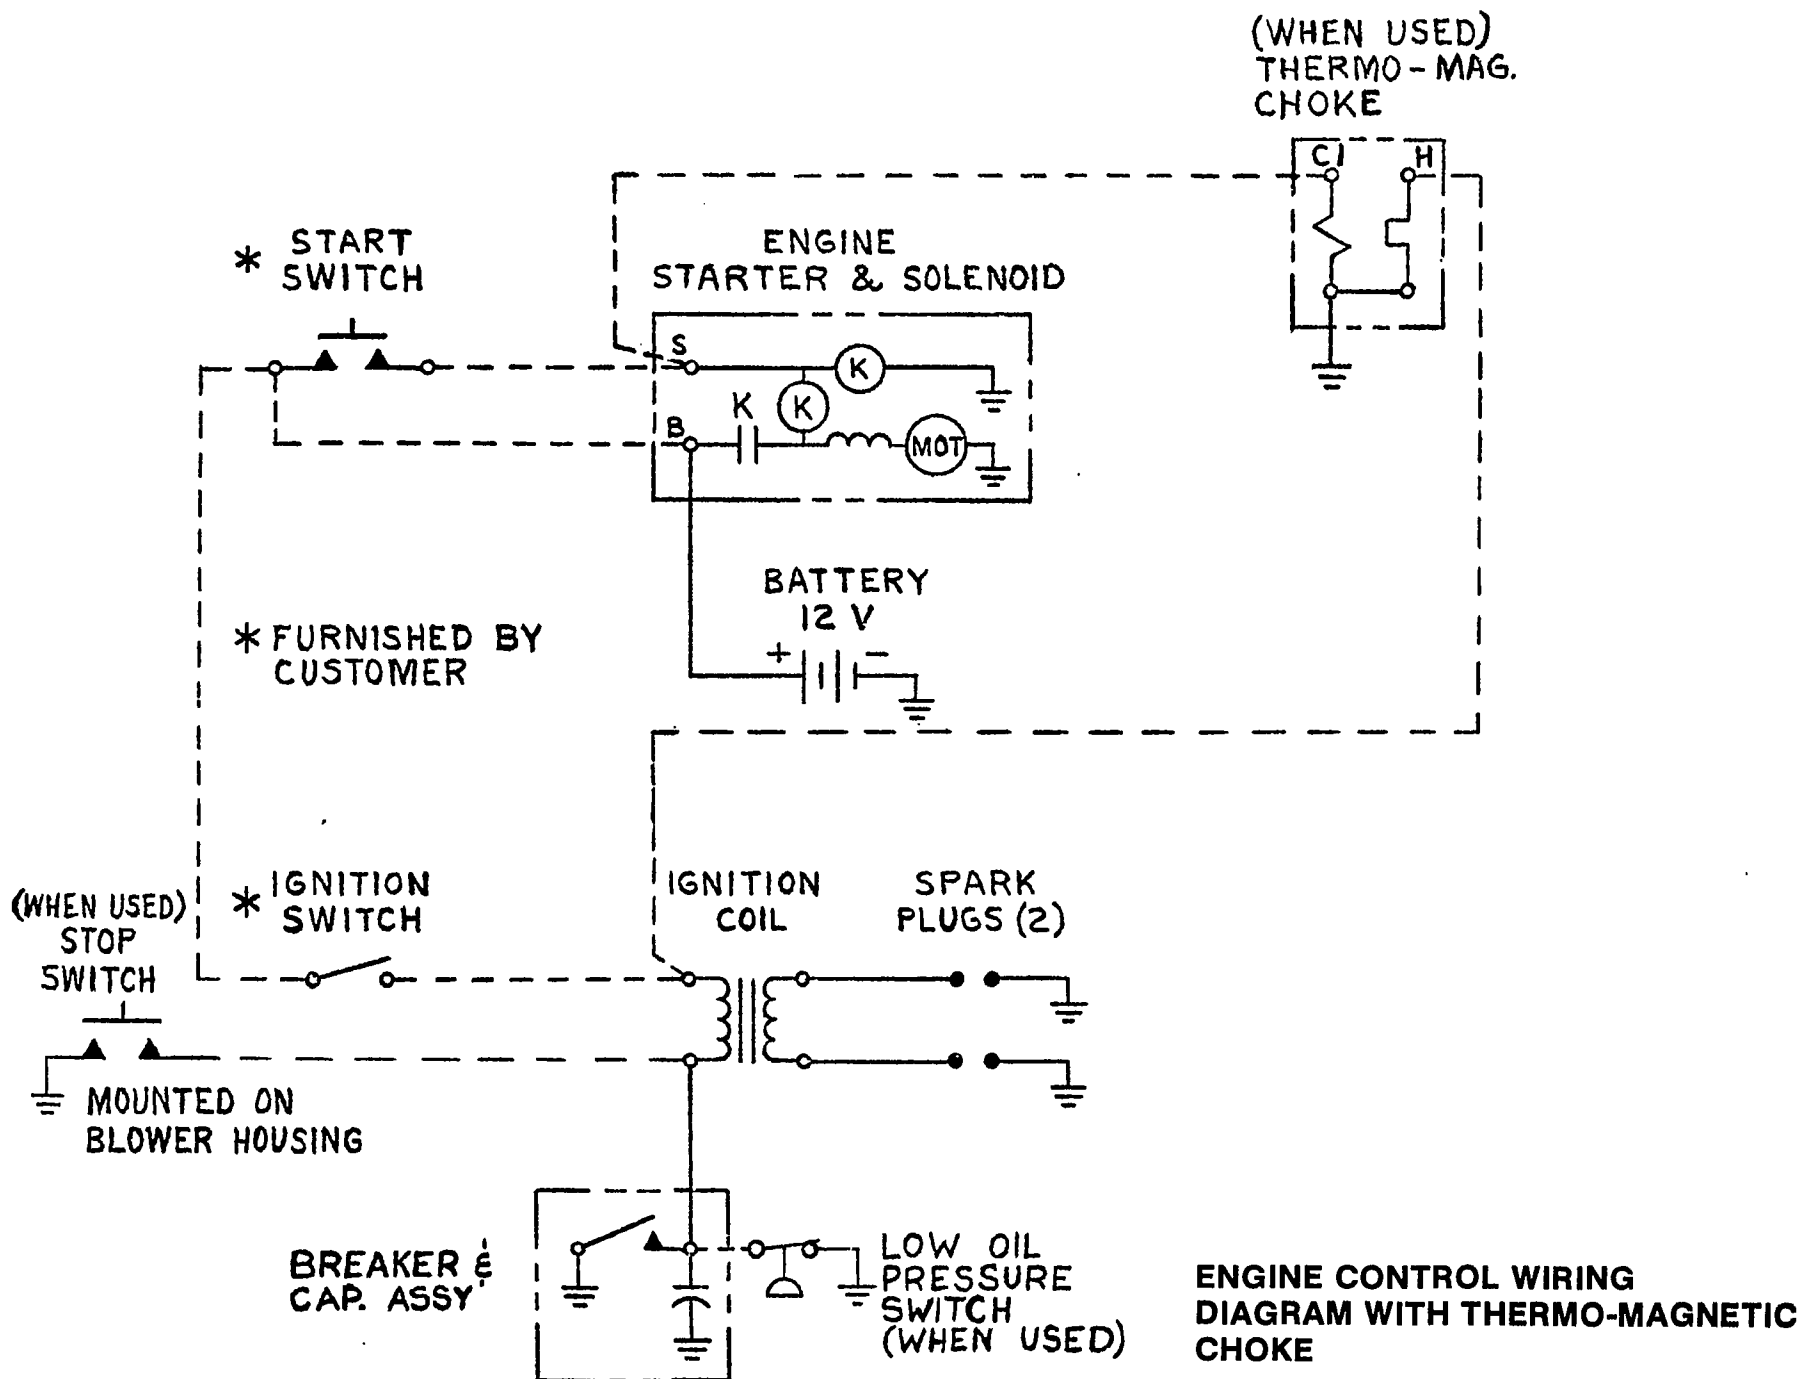 (WHEN USED)
THERMO-MAG.
CHOKE
C1
H
* START
SWITCH
ENGINE
STARTER & SOLENOID
S
K
K
K
B
MOT
BATTERY
12 V
+
−
* FURNISHED BY
CUSTOMER
(WHEN USED)
STOP
SWITCH
* IGNITION
SWITCH
IGNITION
COIL
SPARK
PLUGS (2)
MOUNTED ON
BLOWER HOUSING
BREAKER &
CAP. ASSY
LOW OIL
PRESSURE
SWITCH
(WHEN USED)
ENGINE CONTROL WIRING
DIAGRAM WITH THERMO-MAGNETIC
CHOKE